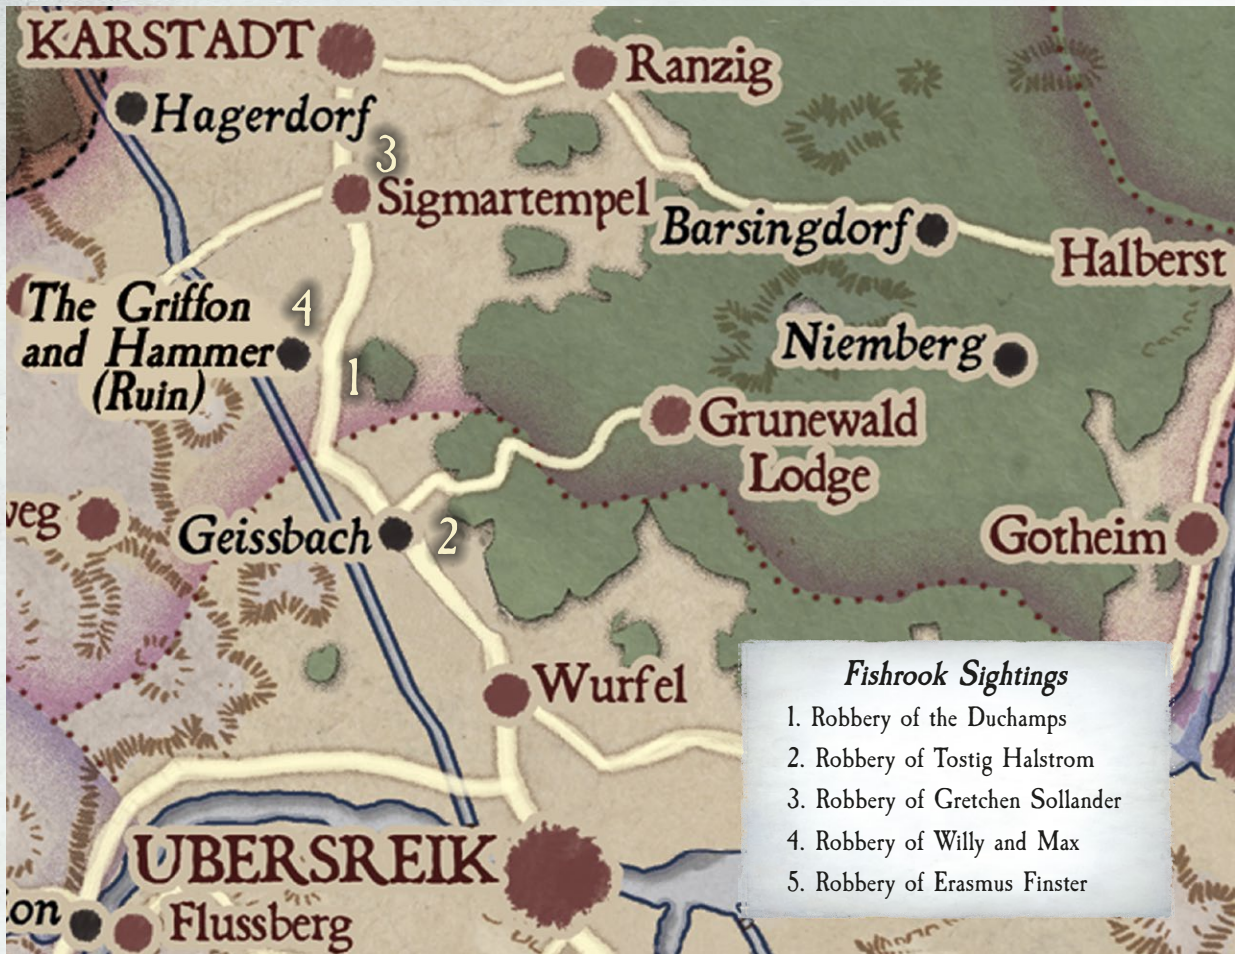 KARSTADT
Ranzig
Hagerdorf
3
Sigmartempel
Barsingdorf
Halberst
The Griffon
and Hammer
(Ruin)
4
1
Niemberg
Grunewald
Lodge
veg
Geissbach
2
Gotheim
Wurfel
UBERSREIK
on
Flussberg
Fishrook Sightings
1. Robbery of the Duchamps
2. Robbery of Tostig Halstrom
3. Robbery of Gretchen Sollander
4. Robbery of Willy and Max
5. Robbery of Erasmus Finster